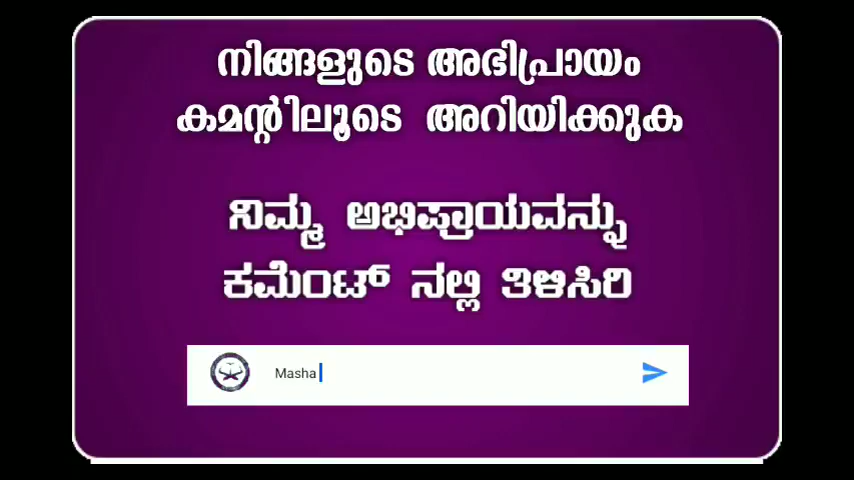 നിങ്ങളുടെ അഭിപ്രായം
കമന്റിലൂടെ അറിയിക്കുക
ನಿಮ್ಮ ಅಭಿಪ್ರಾಯವನ್ನು
ಕಮೆಂಟ್ ನಲ್ಲಿ ತಿಳಿಸಿರಿ
Masha